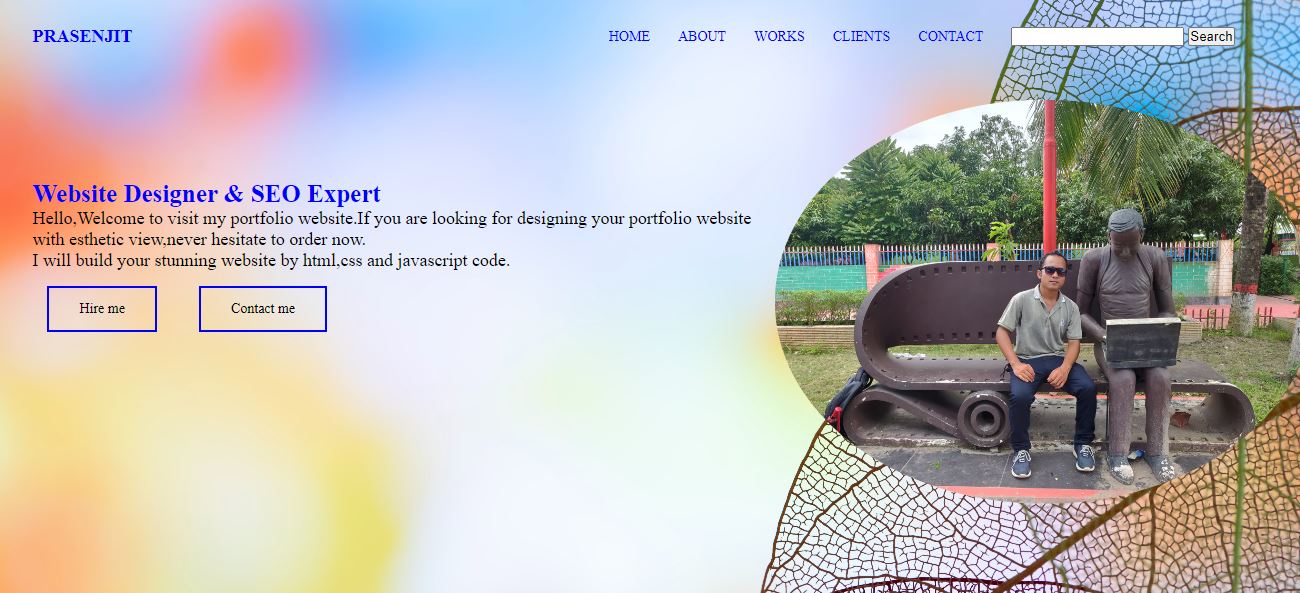 PRASENJIT
HOME ABOUT WORKS CLIENTS CONTACT Search
Website Designer & SEO Expert
Hello,Welcome to visit my portfolio website.If you are looking for designing your portfolio website
with esthetic view,never hesitate to order now.
I will build your stunning website by html,css and javascript code.
Hire me Contact me